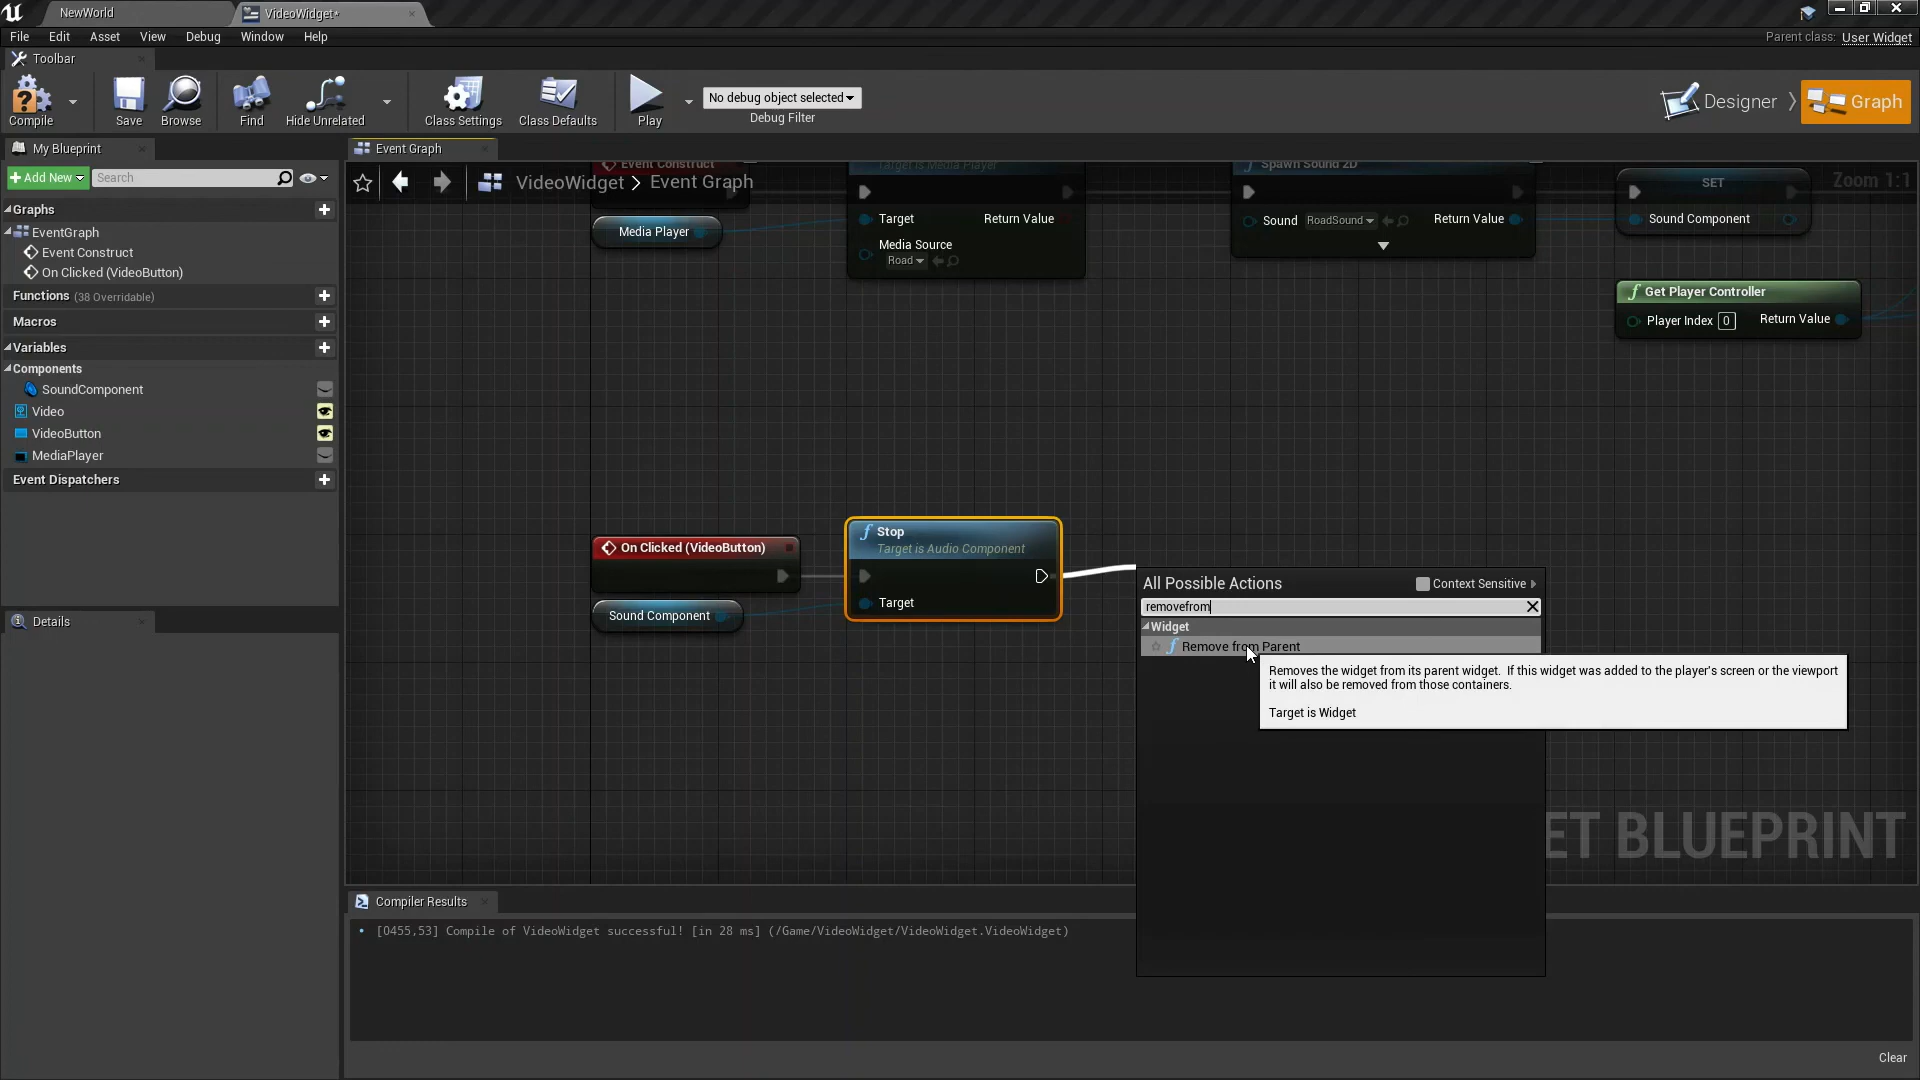 NewWorld
VideoWidget*
File Edit Asset View Debug Window Help
Parent class: User Widget
Toolbar
Compile
Save
Browse
Find
Hide Unrelated
Class Settings
Class Defaults
Play
No debug object selected
Debug Filter
Designer
Graph
My Blueprint
Add New
Search
Graphs
EventGraph
Event Construct
On Clicked (VideoButton)
Functions (38 Overridable)
Macros
Variables
Components
SoundComponent
Video
VideoButton
MediaPlayer
Event Dispatchers
Details
Event Graph
VideoWidget > Event Graph
Zoom 1:1
Event Construct
Target is Media Player
Target Return Value
Media Source
Road
Media Player
Spawn Sound 2D
Sound RoadSound Return Value
SET
Sound Component
Get Player Controller
Player Index 0 Return Value
On Clicked (VideoButton)
Sound Component
Stop
Target is Audio Component
Target
All Possible Actions
Context Sensitive
removefrom
Widget
Remove from Parent
Removes the widget from its parent widget. If this widget was added to the player's screen or the viewport
it will also be removed from those containers.
Target is Widget
ET BLUEPRINT
Compiler Results
[0455,53] Compile of VideoWidget successful! [in 28 ms] (/Game/VideoWidget/VideoWidget.VideoWidget)
Clear